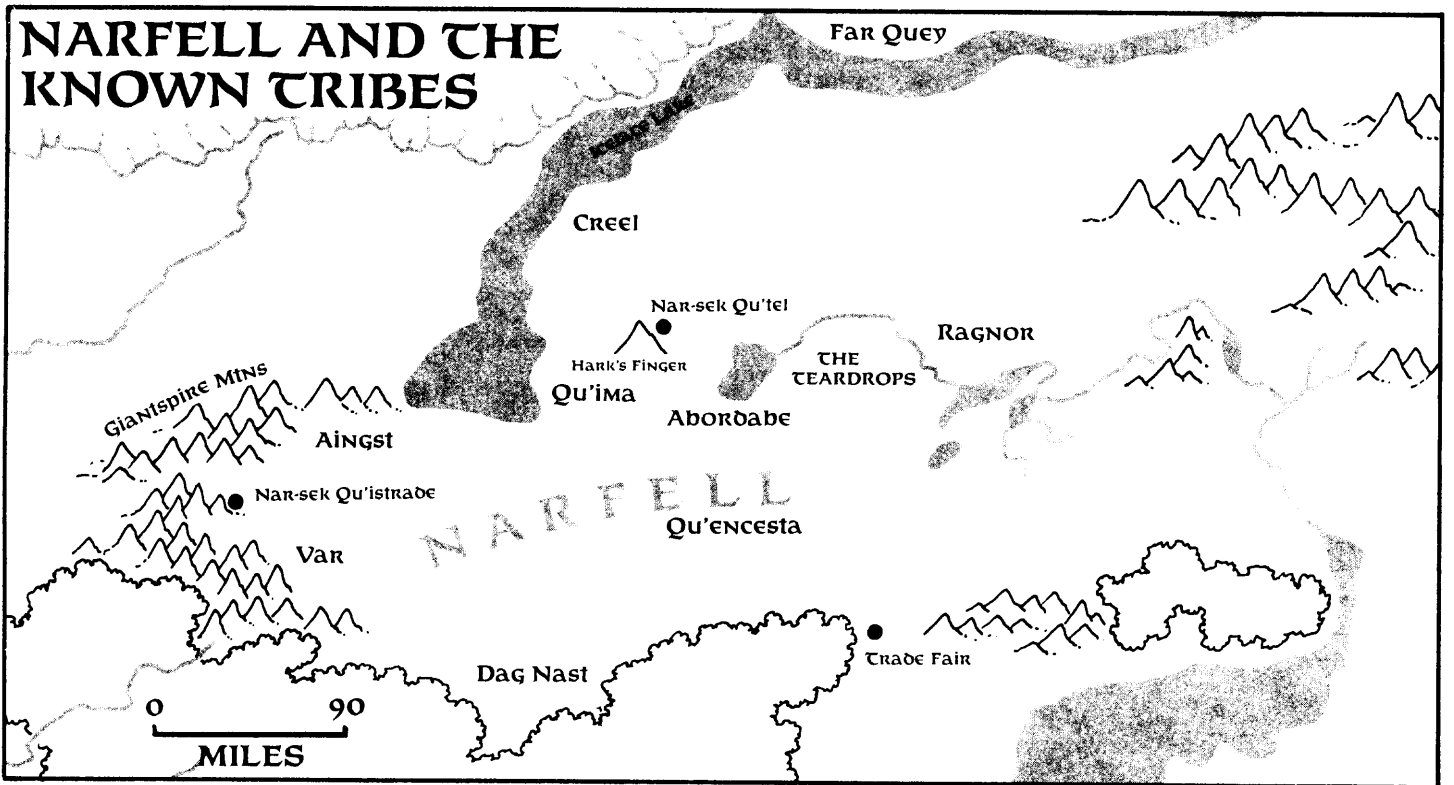 NARFELL AND THE
KNOWN TRIBES
Far Quey
Iceface Lake
Creel
Nar-sek Qu'tel
Hark's Finger
Ragnor
THE
TEARDROPS
Giantspire Mtns
Qu'ima
Abordabe
Aingst
Nar-sek Qu'istrade
NARFELL
Qu'encesta
Var
Trade Fair
Dag Nast
0 90
MILES